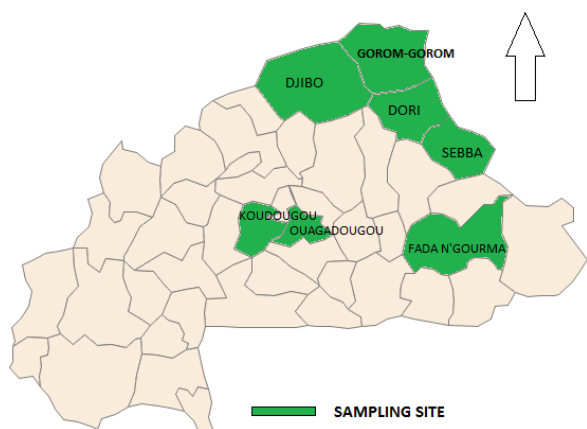 GOROM-GOROM
DJIBO
DORI
SEBBA
KOUDOUGOU
OUAGADOUGOU
FADA N'GOURMA
SAMPLING SITE